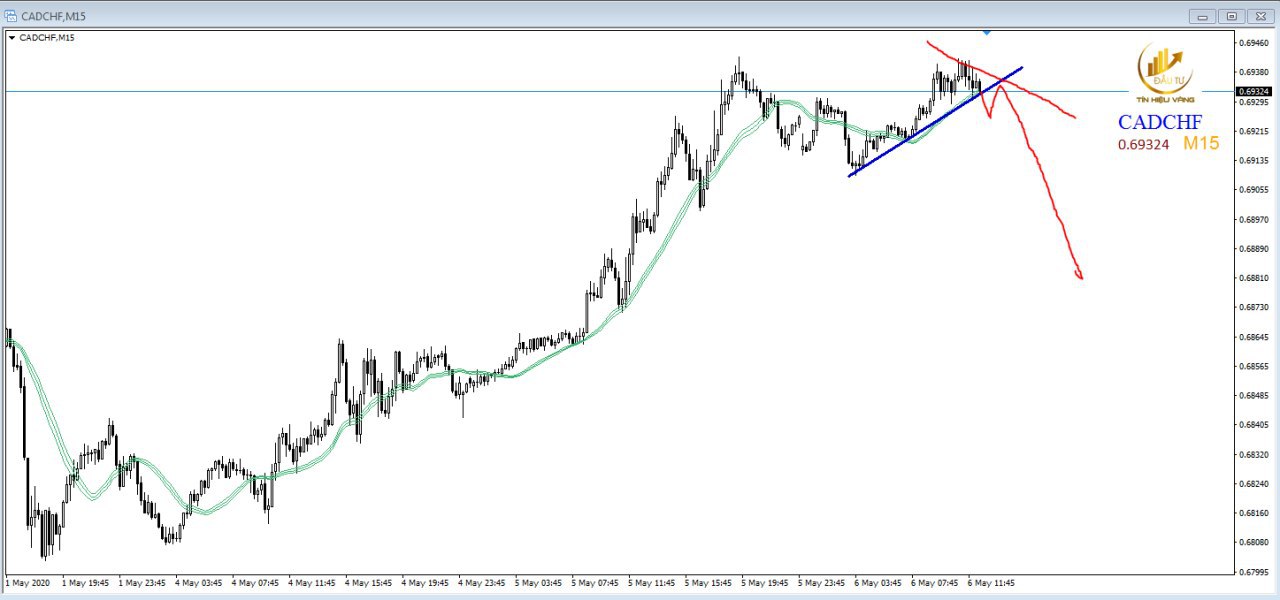 CADCHF,M15
CADCHF,M15
0.69460
0.69380
0.69324
0.69295
0.69215
0.69135
0.69055
0.68970
0.68890
0.68810
0.68730
0.68645
0.68565
0.68485
0.68405
0.68320
0.68240
0.68160
0.68080
0.67995
ĐẦU TƯ
TÍN HIỆU VÀNG
CADCHF
0.69324 M15
1 May 2020 1 May 19:45 1 May 23:45 4 May 03:45 4 May 07:45 4 May 11:45 4 May 15:45 4 May 19:45 4 May 23:45 5 May 03:45 5 May 07:45 5 May 11:45 5 May 15:45 5 May 19:45 5 May 23:45 6 May 03:45 6 May 07:45 6 May 11:45